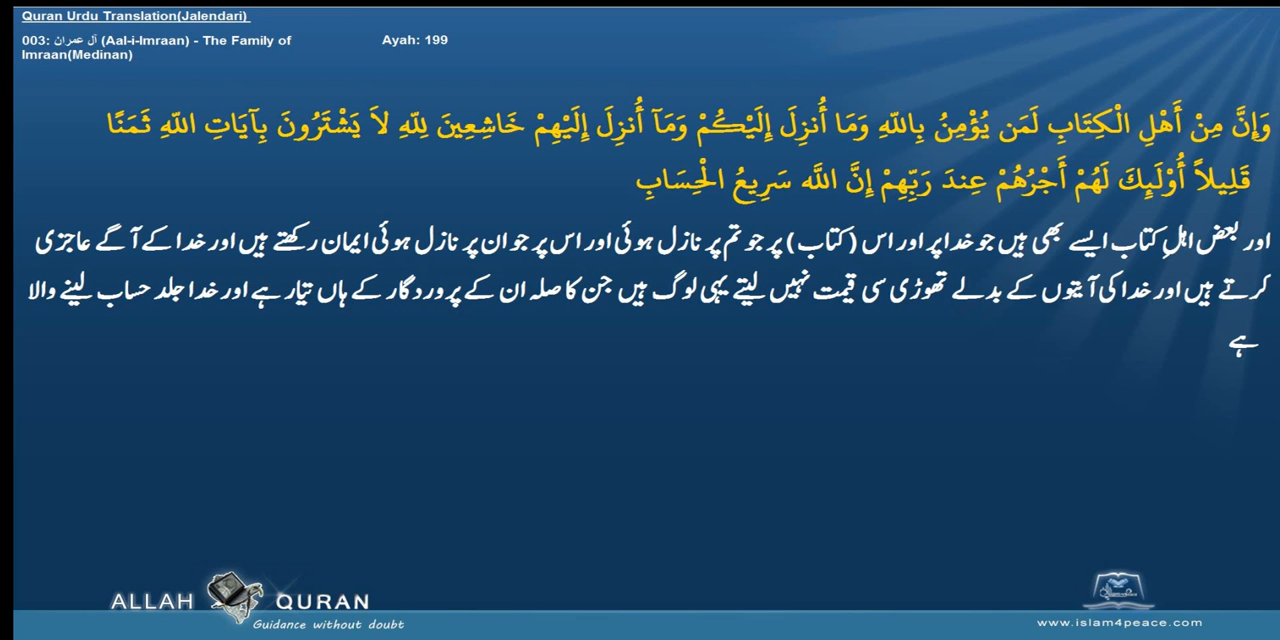 Quran Urdu Translation(Jalendari)
003: آل عمران (Aal-i-Imraan) - The Family of Imraan(Medinan)
Ayah: 199
وَإِنَّ مِنْ أَهْلِ الْكِتَابِ لَمَن يُؤْمِنُ بِاللّهِ وَمَا أُنزِلَ إِلَيْكُمْ وَمَآ أُنزِلَ إِلَيْهِمْ خَاشِعِينَ لِلّهِ لاَ يَشْتَرُونَ بِآيَاتِ اللّهِ ثَمَنًا
قَلِيلاً أُوْلَئِكَ لَهُمْ أَجْرُهُمْ عِندَ رَبِّهِمْ إِنَّ اللَّه سَرِيعُ الْحِسَابِ
اور بعض اہلِ کتاب ایسے بھی ہیں جو خدا پر اور اس (کتاب) پر جو تم پر نازل ہوئی اور اس پر جو ان پر نازل ہوئی ایمان رکھتے ہیں اور خدا کے آگے عاجزی
کرتے ہیں اور خدا کی آیتوں کے بدلے تھوڑی سی قیمت نہیں لیتے یہی لوگ ہیں جن کا صلہ ان کے پروردگار کے ہاں تیار ہے اور خدا جلد حساب لینے والا
ہے
ALLAH QURAN
Guidance without doubt
www.islam4peace.com